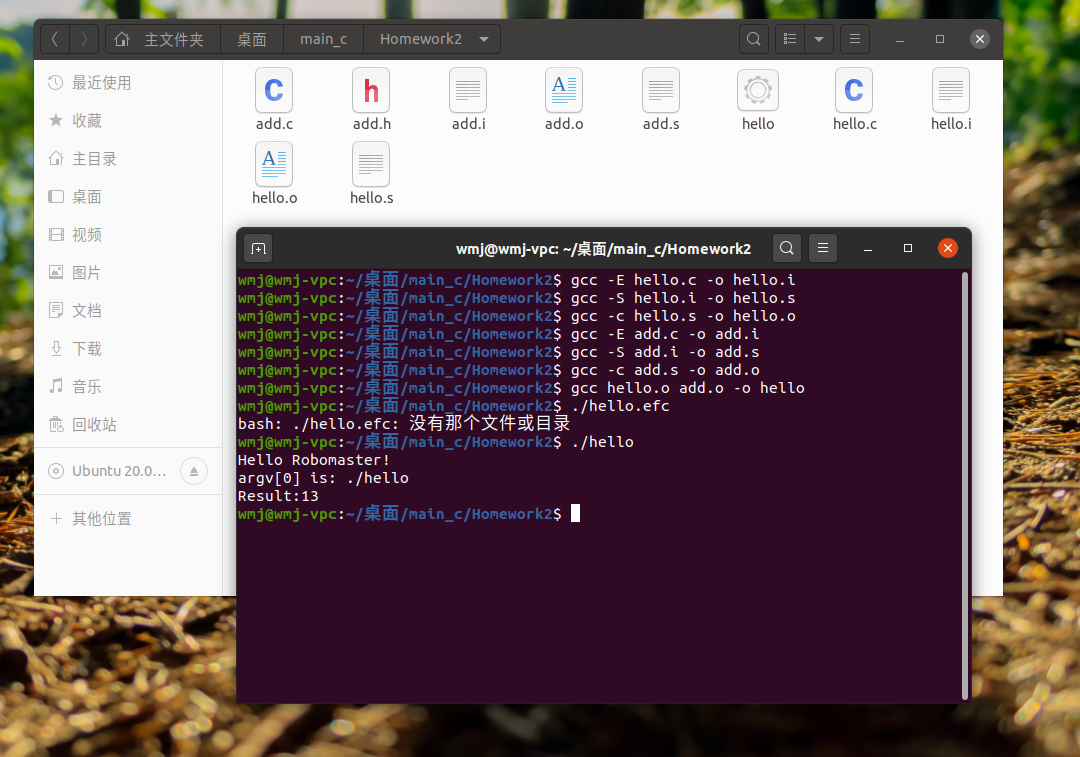 主文件夹 桌面 main_c Homework2
最近使用
收藏
主目录
桌面
视频
图片
文档
下载
音乐
回收站
Ubuntu 20.0…
其他位置
add.c add.h add.i add.o add.s hello hello.c hello.i
hello.o hello.s
wmj@wmj-vpc: ~/桌面/main_c/Homework2
wmj@wmj-vpc:~/桌面/main_c/Homework2$ gcc -E hello.c -o hello.i
wmj@wmj-vpc:~/桌面/main_c/Homework2$ gcc -S hello.i -o hello.s
wmj@wmj-vpc:~/桌面/main_c/Homework2$ gcc -c hello.s -o hello.o
wmj@wmj-vpc:~/桌面/main_c/Homework2$ gcc -E add.c -o add.i
wmj@wmj-vpc:~/桌面/main_c/Homework2$ gcc -S add.i -o add.s
wmj@wmj-vpc:~/桌面/main_c/Homework2$ gcc -c add.s -o add.o
wmj@wmj-vpc:~/桌面/main_c/Homework2$ gcc hello.o add.o -o hello
wmj@wmj-vpc:~/桌面/main_c/Homework2$ ./hello.efc
bash: ./hello.efc: 没有那个文件或目录
wmj@wmj-vpc:~/桌面/main_c/Homework2$ ./hello
Hello Robomaster!
argv[0] is: ./hello
Result:13
wmj@wmj-vpc:~/桌面/main_c/Homework2$